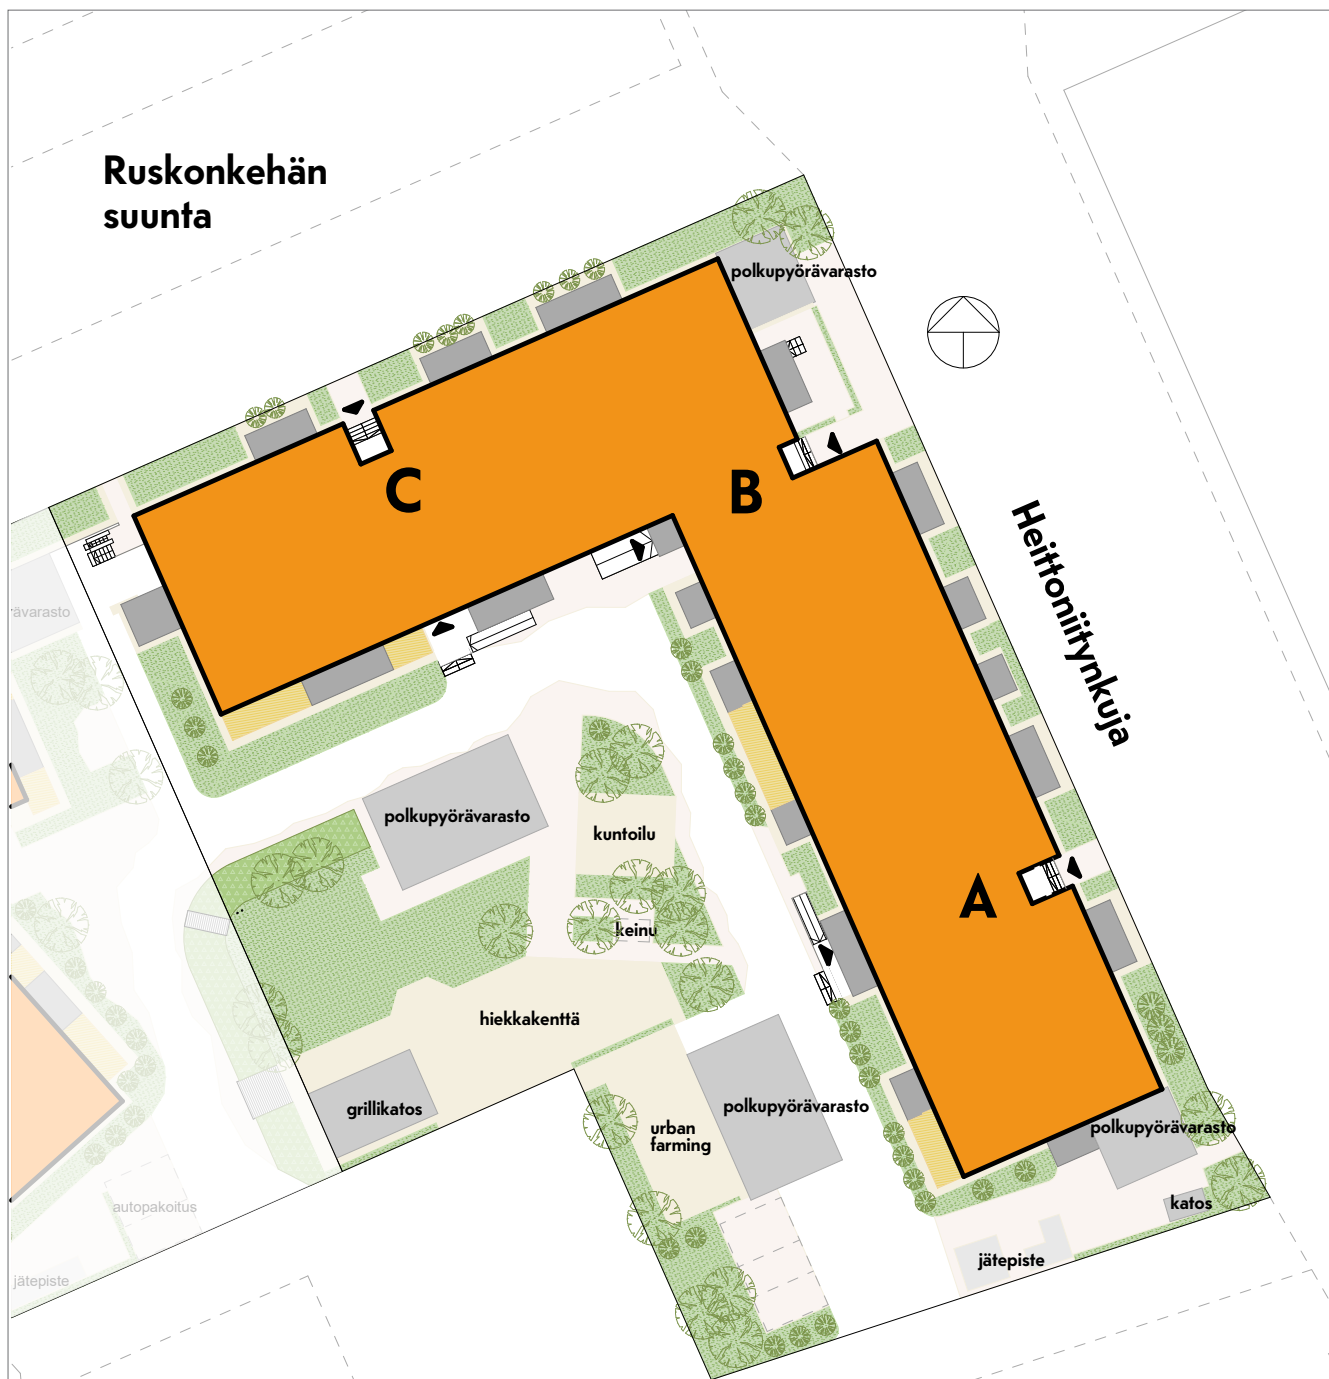 Ruskonkehän
suunta
polkupyörävarasto
C
B
Heittoniitynkuja
ävarasto
polkupyörävarasto
kuntoilu
A
keinu
hiekkakenttä
grillikatos
urban
farming
polkupyörävarasto
polkupyörävarasto
autopakoitus
katos
jätepiste
jätepiste